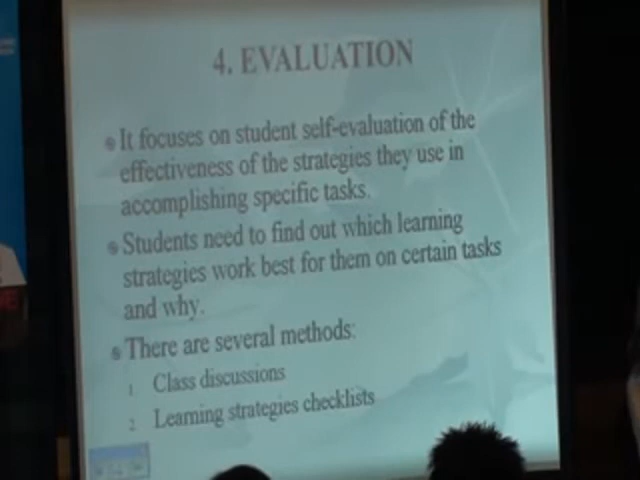 4. EVALUATION
It focuses on student self-evaluation of the
effectiveness of the strategies they use in
accomplishing specific tasks.
Students need to find out which learning
strategies work best for them on certain tasks
and why.
There are several methods:
1. Class discussions
2. Learning strategies checklists